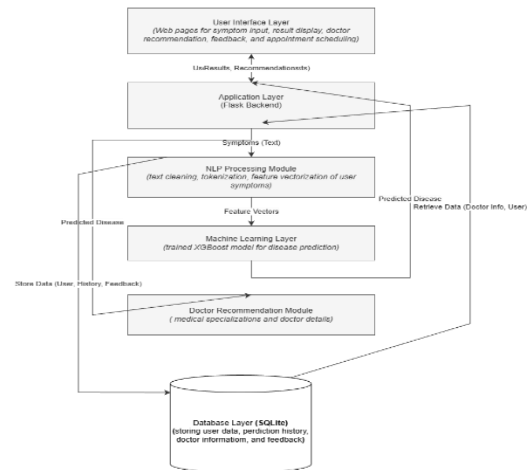 User Interface Layer
(Web pages for symptom input, result display, doctor
recommendation, feedback, and appointment scheduling)
Application Layer
(Flask Backend)
Symptoms (Text)
NLP Processing Module
(text cleaning, tokenization, feature vectorization of user
symptoms)
Predicted Disease
Predicted Disease
Retrieve Data (Doctor Info, User)
Feature Vectors
Machine Learning Layer
(trained XGBoost model for disease prediction)
Store Data (User, History, Feedback)
Doctor Recommendation Module
( medical specializations and doctor details)
Database Layer (SQLite)
(storing user data, perdiction history,
doctor information, and feedback)